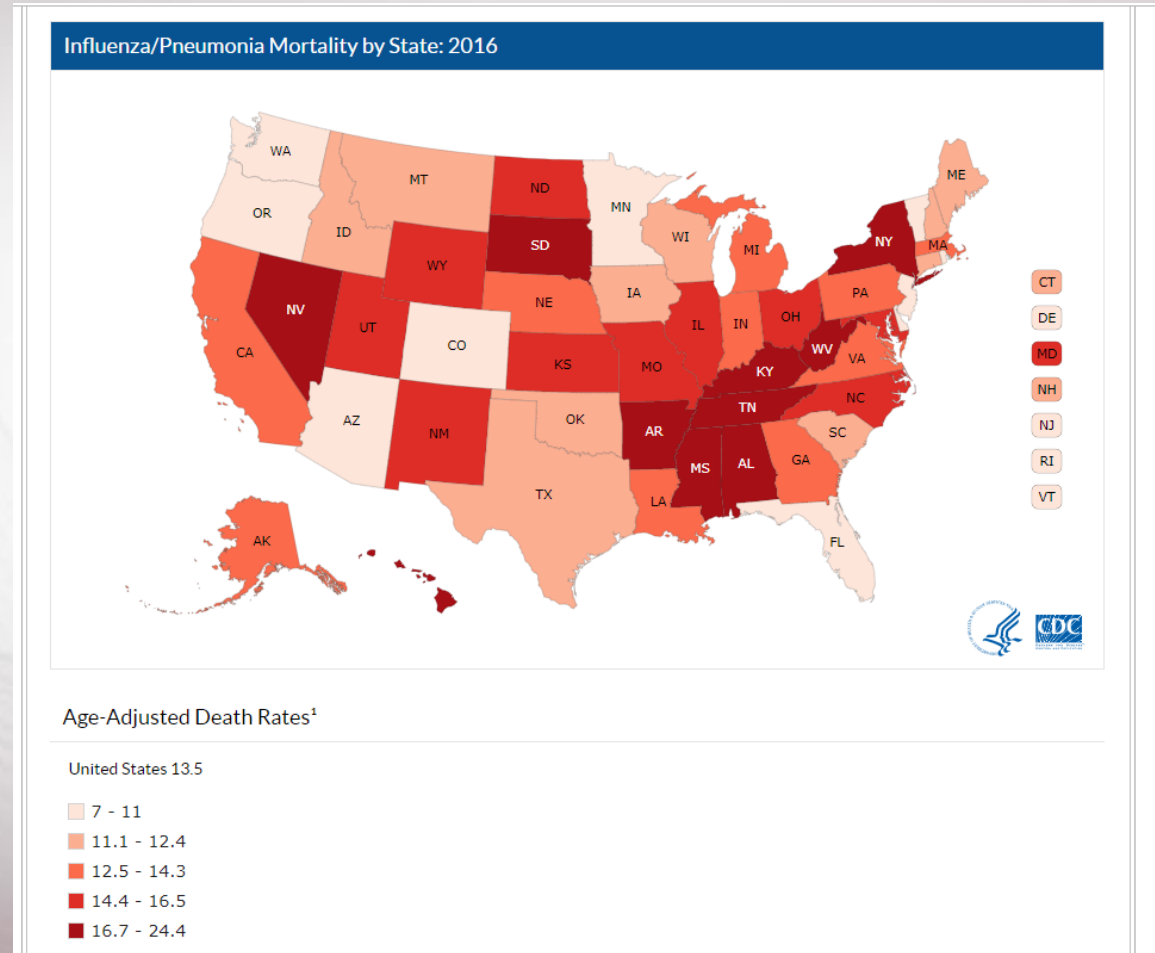 Influenza/Pneumonia Mortality by State: 2016
WA
MT
ND
MN
ME
OR
ID
SD
WI
MI
NY
MA
WY
IA
NE
PA
CT
NV
UT
CO
IL
IN
OH
DE
CA
KS
MO
WV
VA
MD
KY
NH
AZ
NM
OK
AR
TN
NC
NJ
SC
MS
AL
GA
RI
TX
LA
VT
AK
FL
CDC
Age-Adjusted Death Rates¹
United States 13.5
7 - 11
11.1 - 12.4
12.5 - 14.3
14.4 - 16.5
16.7 - 24.4